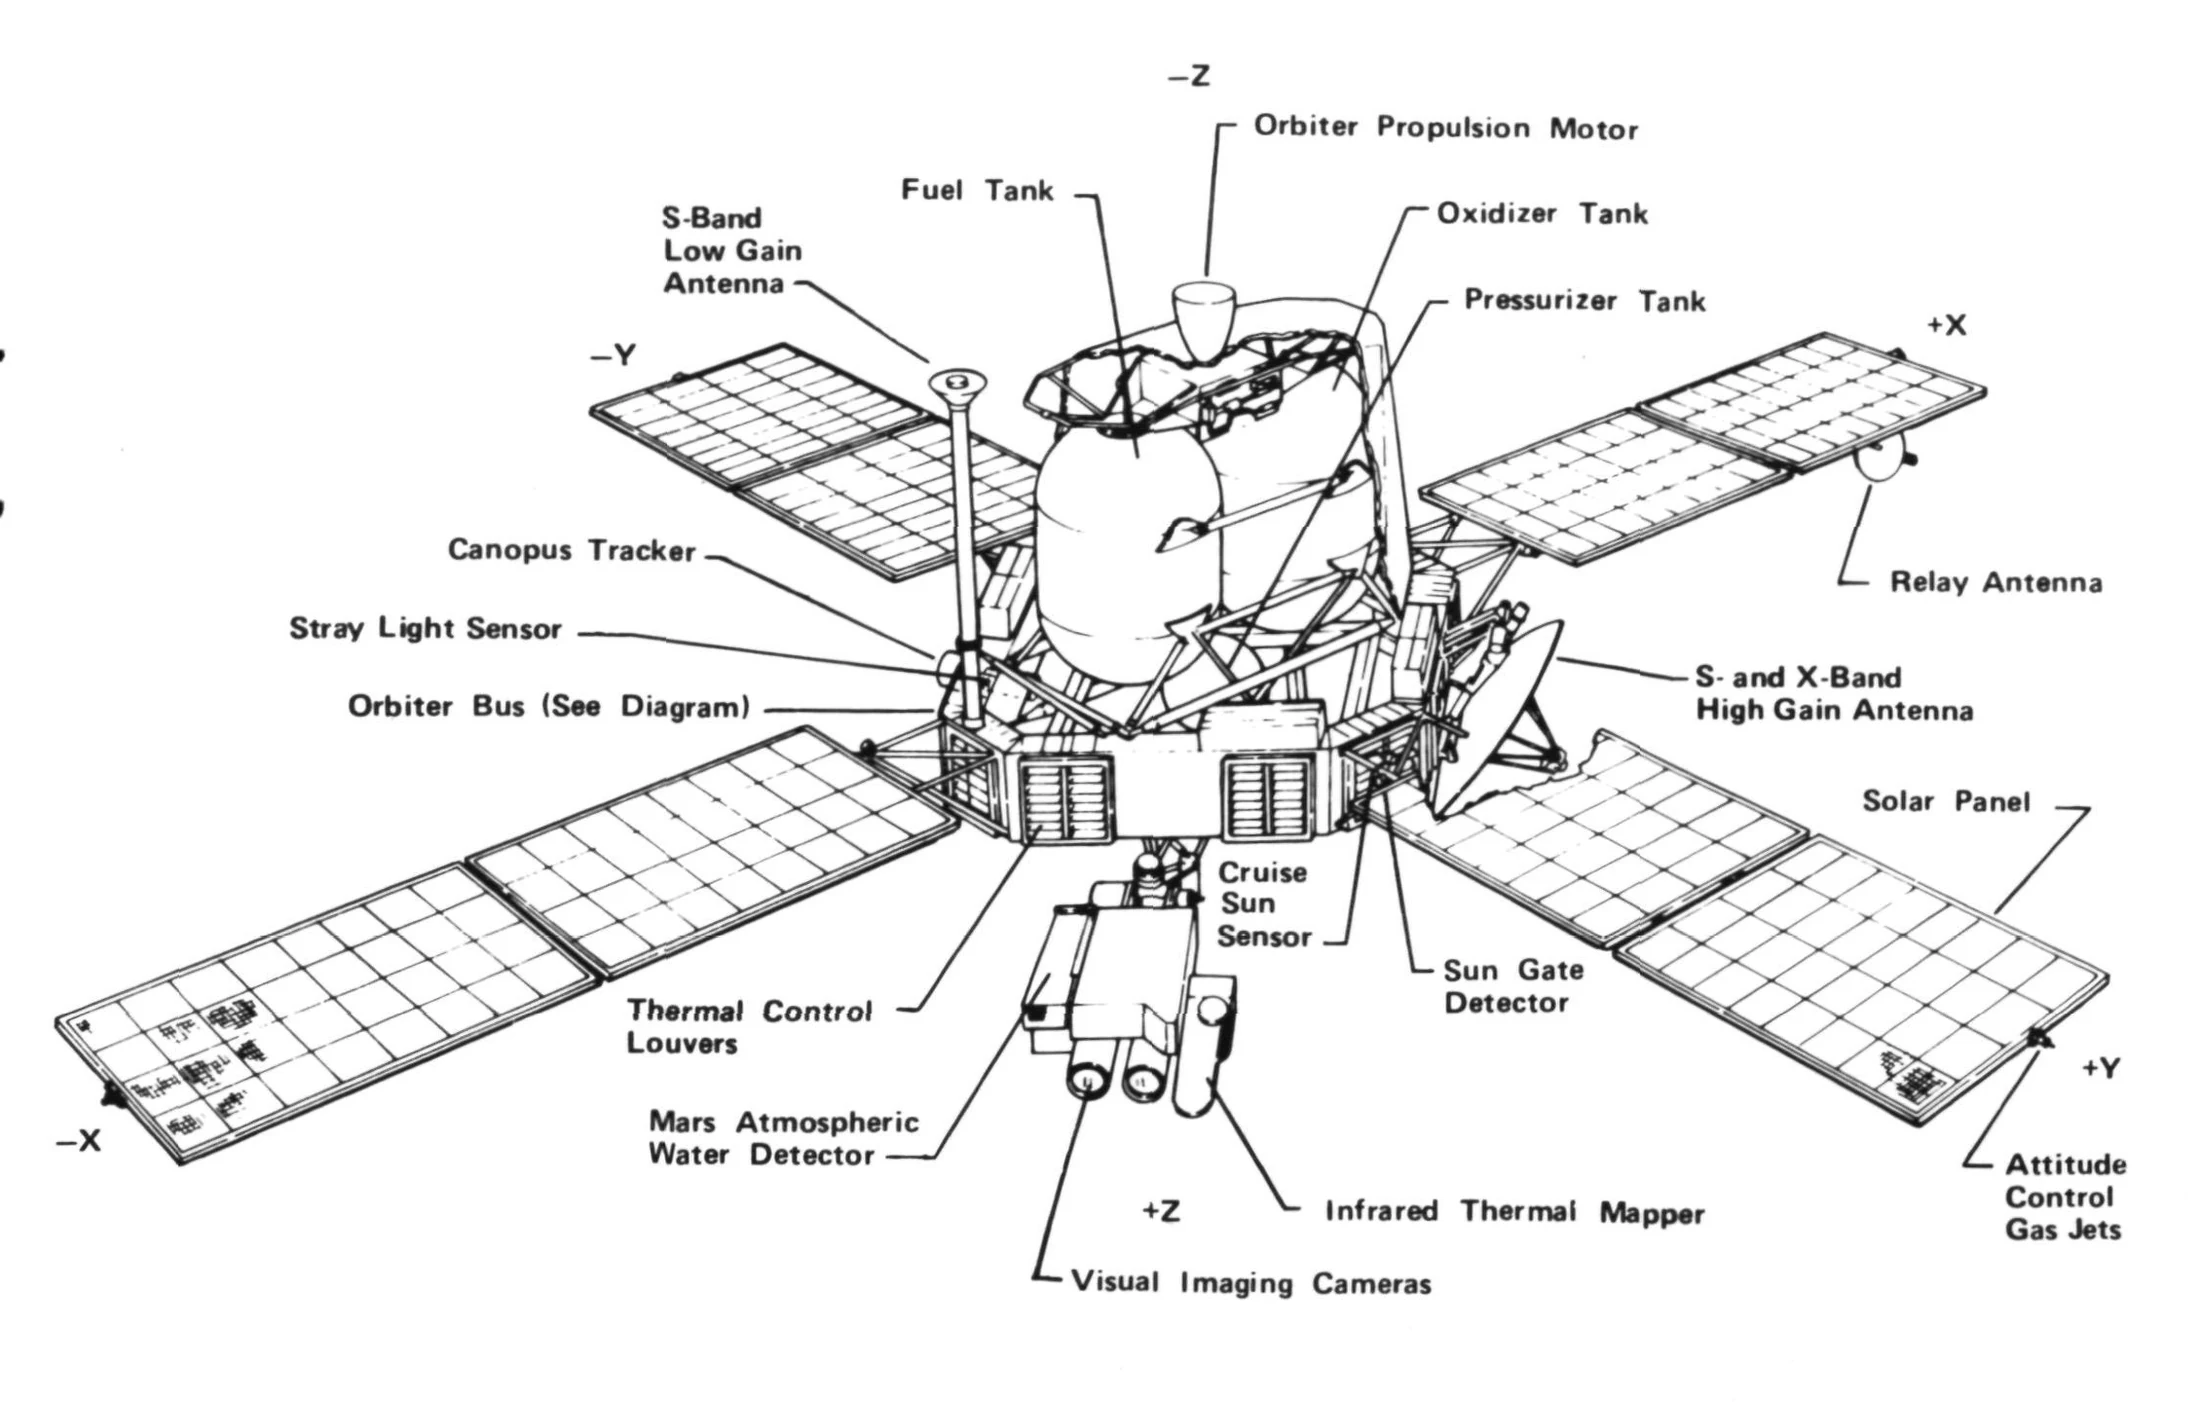 −Z
Orbiter Propulsion Motor
Fuel Tank
Oxidizer Tank
S-Band
Low Gain
Antenna
Pressurizer Tank
+X
−Y
Canopus Tracker
Relay Antenna
Stray Light Sensor
S- and X-Band
High Gain Antenna
Orbiter Bus (See Diagram)
Solar Panel
Cruise
Sun
Sensor
Sun Gate
Detector
Thermal Control
Louvers
+Y
Mars Atmospheric
Water Detector
−X
Attitude
Control
Gas Jets
+Z
Infrared Thermal Mapper
Visual Imaging Cameras